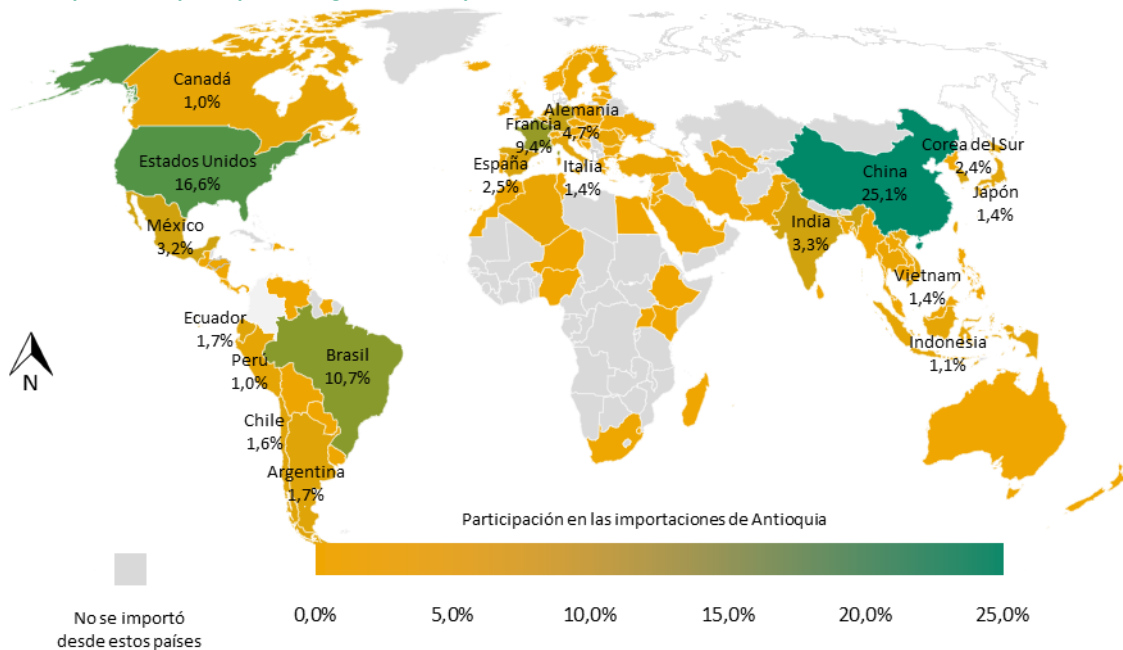 Canadá
1,0%
Estados Unidos
16,6%
México
3,2%
Ecuador
1,7%
Perú
1,0%
Brasil
10,7%
Chile
1,6%
Argentina
1,7%
Alemania
4,7%
Francia
9,4%
España
2,5%
Italia
1,4%
China
25,1%
Corea del Sur
2,4%
Japón
1,4%
India
3,3%
Vietnam
1,4%
Indonesia
1,1%
N
Participación en las importaciones de Antioquia
0,0%
5,0%
10,0%
15,0%
20,0%
25,0%
No se importó
desde estos países